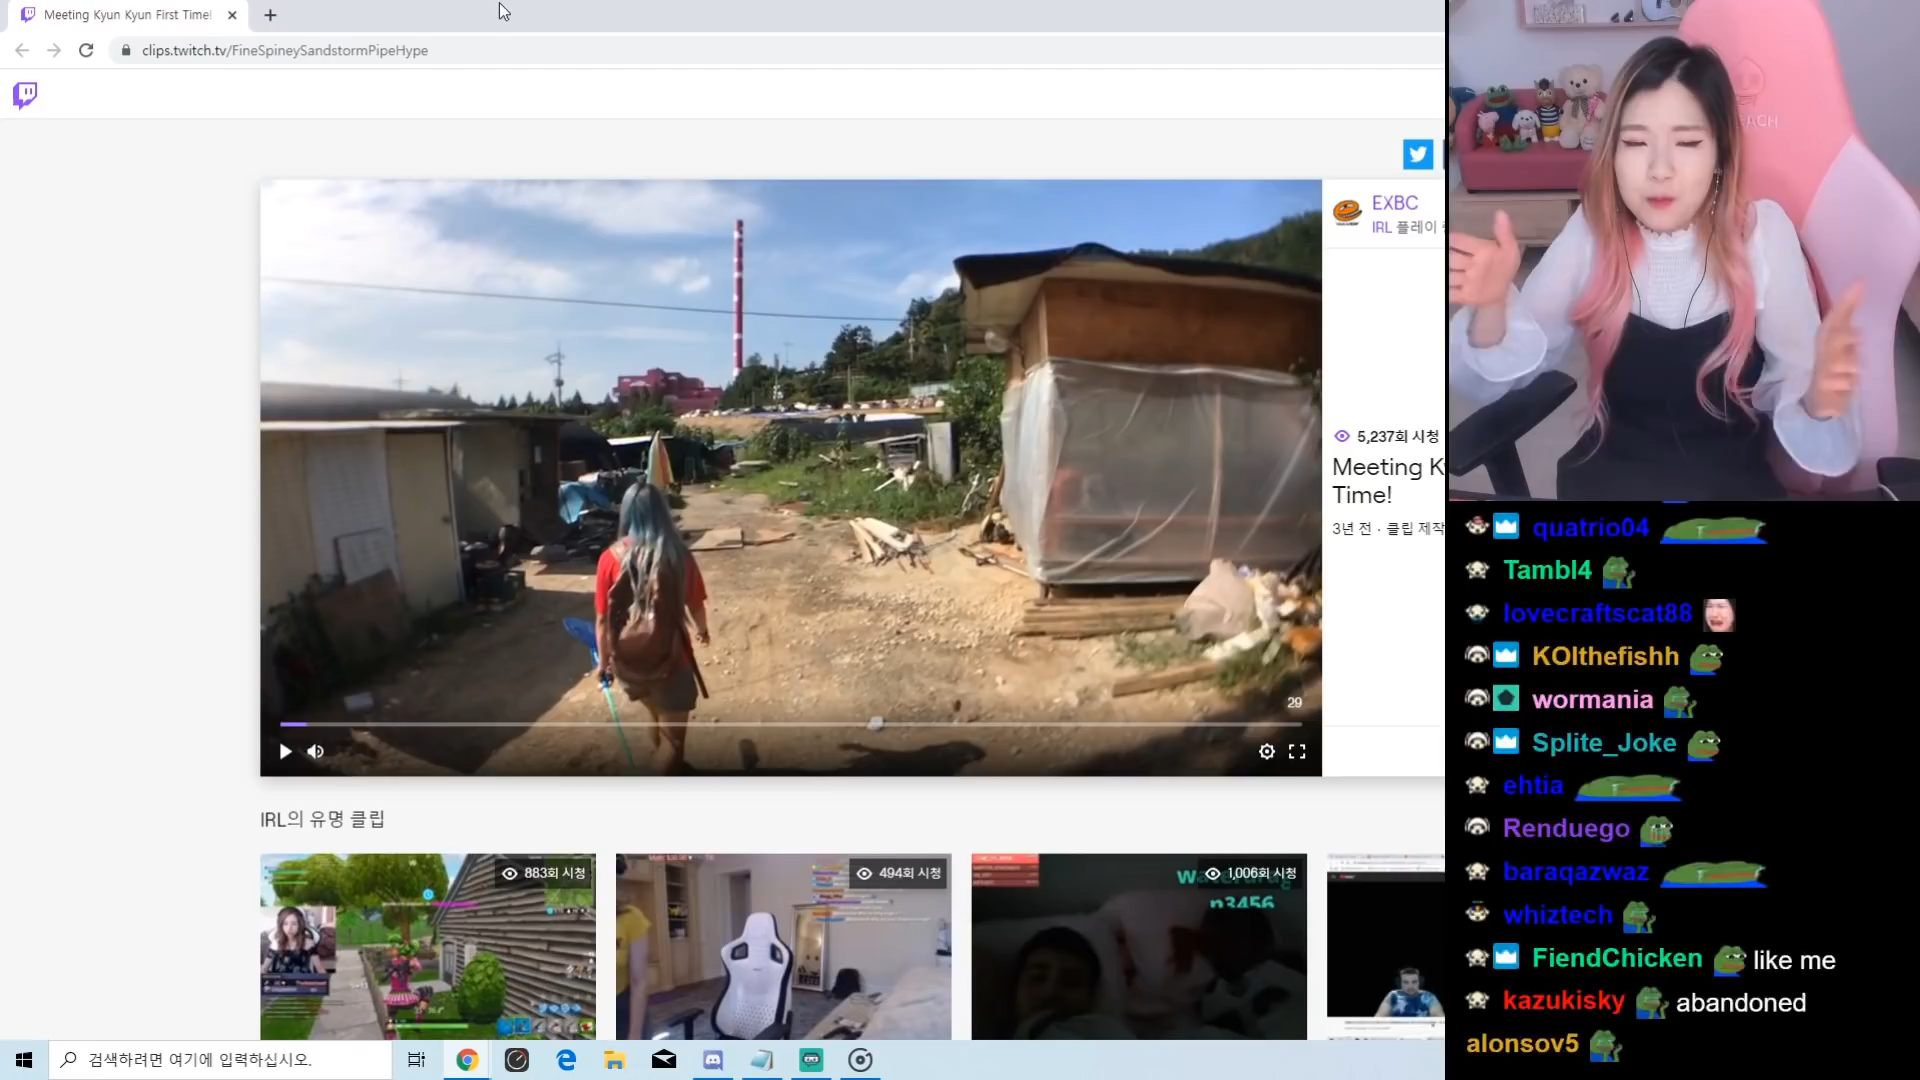 Meeting Kyun Kyun First Time!
clips.twitch.tv/FineSpineySandstormPipeHype
EXBC
IRL 플레이
5,237회 시청
Meeting K
Time!
3년 전 · 클립 제작
29
IRL의 유명 클립
883회 시청
494회 시청
1,006회 시청
n3456
EACH
quatrio04
Tambl4
lovecraftscat88
KOIthefishh
wormania
Splite_Joke
ehtia
Renduego
baraqazwaz
whiztech
FiendChicken like me
kazukisky abandoned
alonsov5
검색하려면 여기에 입력하십시오.